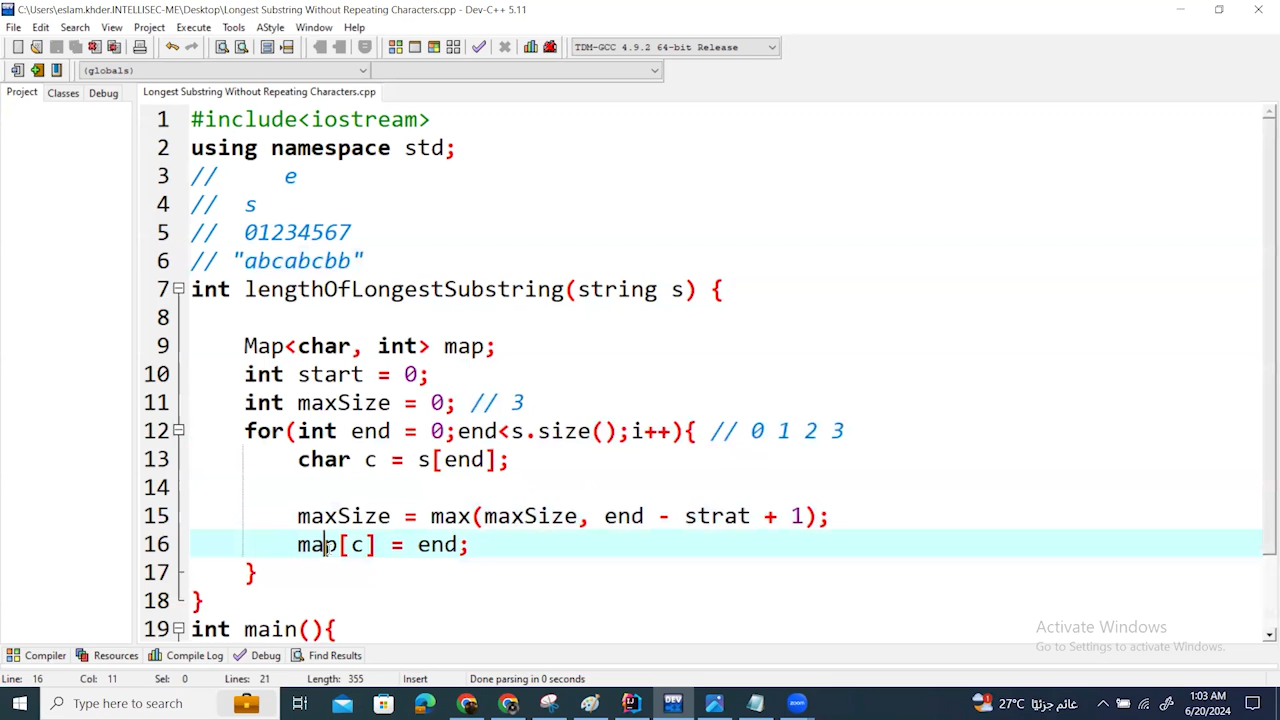 C:\Users\eslam.khder.INTELLISEC-ME\Desktop\Longest Substring Without Repeating Characters.cpp - Dev-C++ 5.11
File Edit Search View Project Execute Tools AStyle Window Help
TDM-GCC 4.9.2 64-bit Release
(globals)
Project Classes Debug
Longest Substring Without Repeating Characters.cpp
1 #include<iostream>
2 using namespace std;
3 //     e
4 //  s
5 //  01234567
6 // "abcabcbb"
7 int lengthOfLongestSubstring(string s) {
8
9     Map<char, int> map;
10     int start = 0;
11     int maxSize = 0; // 3
12     for(int end = 0;end<s.size();i++){ // 0 1 2 3
13         char c = s[end];
14
15         maxSize = max(maxSize, end - strat + 1);
16         map[c] = end;
17     }
18 }
19 int main(){
Activate Windows
Go to Settings to activate Windows.
Compiler Resources Compile Log Debug Find Results
Line: 16 Col: 11 Sel: 0 Lines: 21 Length: 355 Insert Done parsing in 0 seconds
Type here to search
DEV
zoom
27°C غائم جزئيًا
1:03 AM
6/20/2024